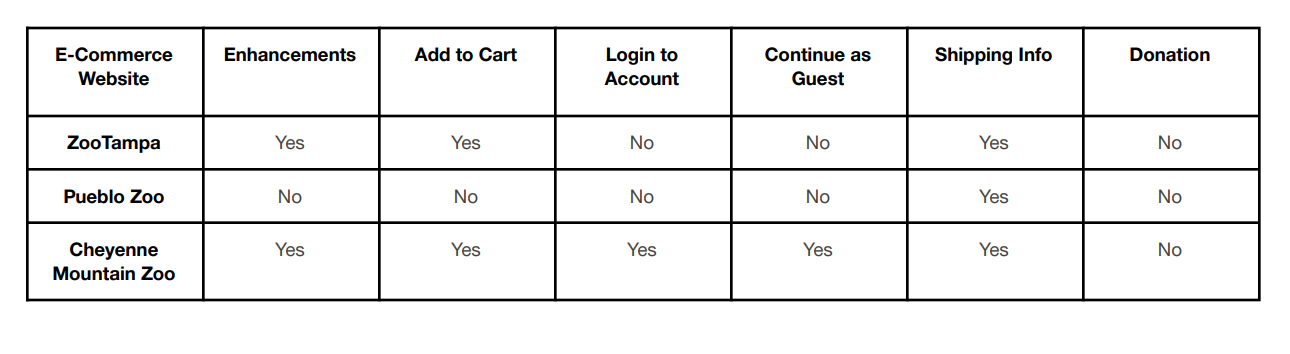 E-Commerce Website Enhancements Add to Cart Login to Account Continue as Guest Shipping Info Donation
ZooTampa Yes Yes No No Yes No
Pueblo Zoo No No No No Yes No
Cheyenne Mountain Zoo Yes Yes Yes Yes Yes No